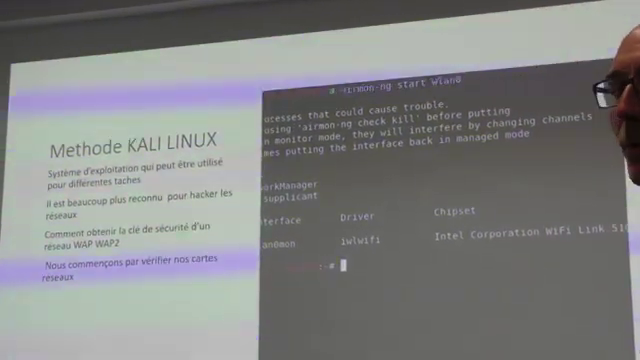 Methode KALI LINUX
Système d'exploitation qui peut être utilisé
pour différentes taches
Il est beaucoup plus reconnu pour hacker les
réseaux
Comment obtenir la clé de sécurité d'un
réseau WAP WAP2
Nous commençons par vérifier nos cartes
réseaux
# airmon-ng start wlan0
ocesses that could cause trouble.
using 'airmon-ng check kill' before putting
n monitor mode, they will interfere by changing channels
mes putting the interface back in managed mode
workManager
supplicant
terface Driver Chipset
an0mon iwlwifi Intel Corporation WiFi Link 510
:~#